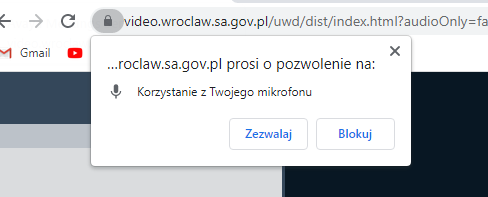 video.wroclaw.sa.gov.pl/uwd/dist/index.html?audioOnly=fa
Gmail
...roclaw.sa.gov.pl prosi o pozwolenie na:
Korzystanie z Twojego mikrofonu
Zezwalaj Blokuj